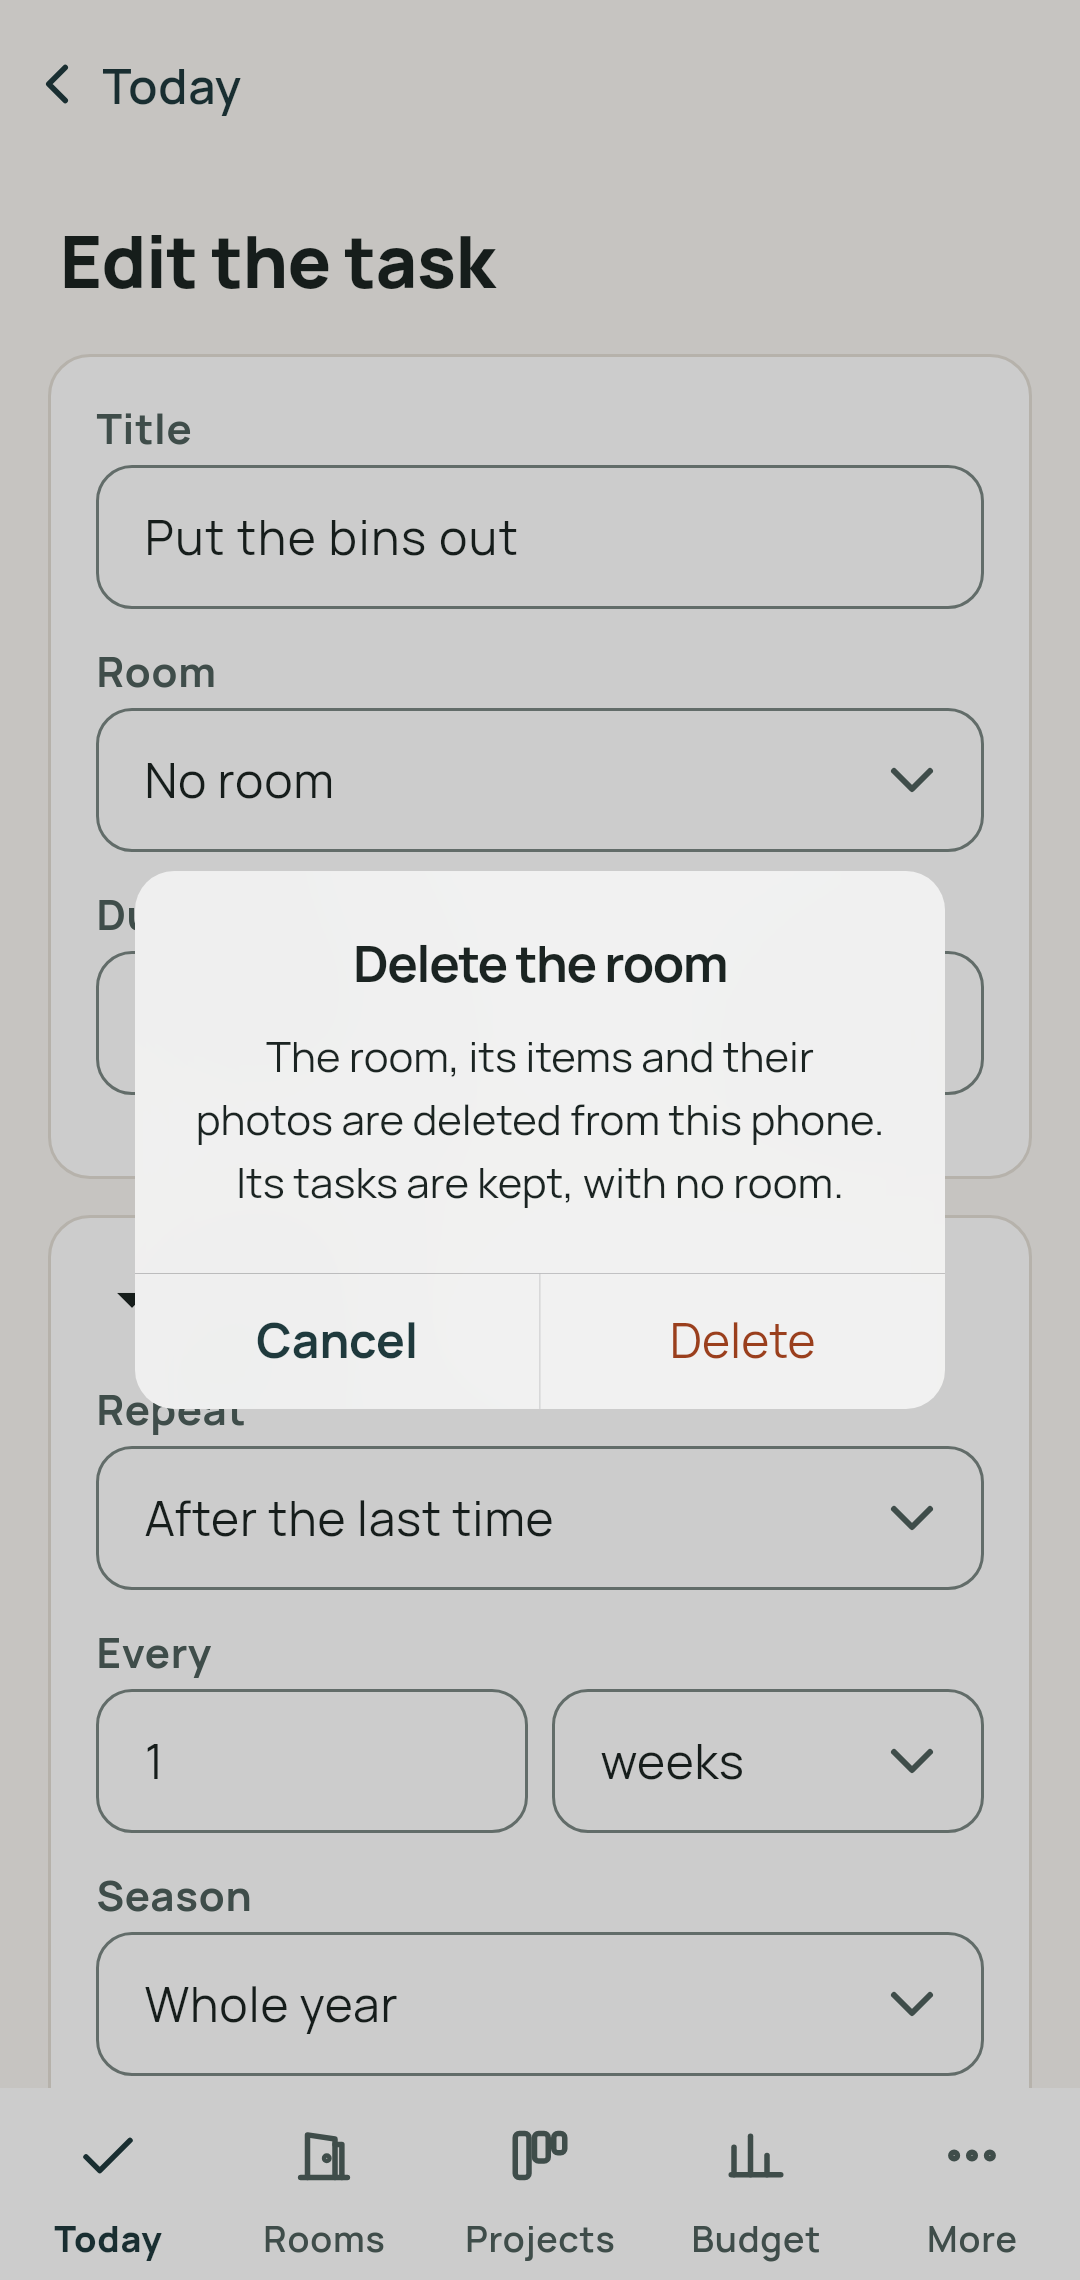 Today
Edit the task
Title
Put the bins out
Room
No room
Delete the room
The room, its items and their
photos are deleted from this phone.
Its tasks are kept, with no room.
Cancel
Delete
Repeat
After the last time
Every
1
weeks
Season
Whole year
Today
Rooms
Projects
Budget
More